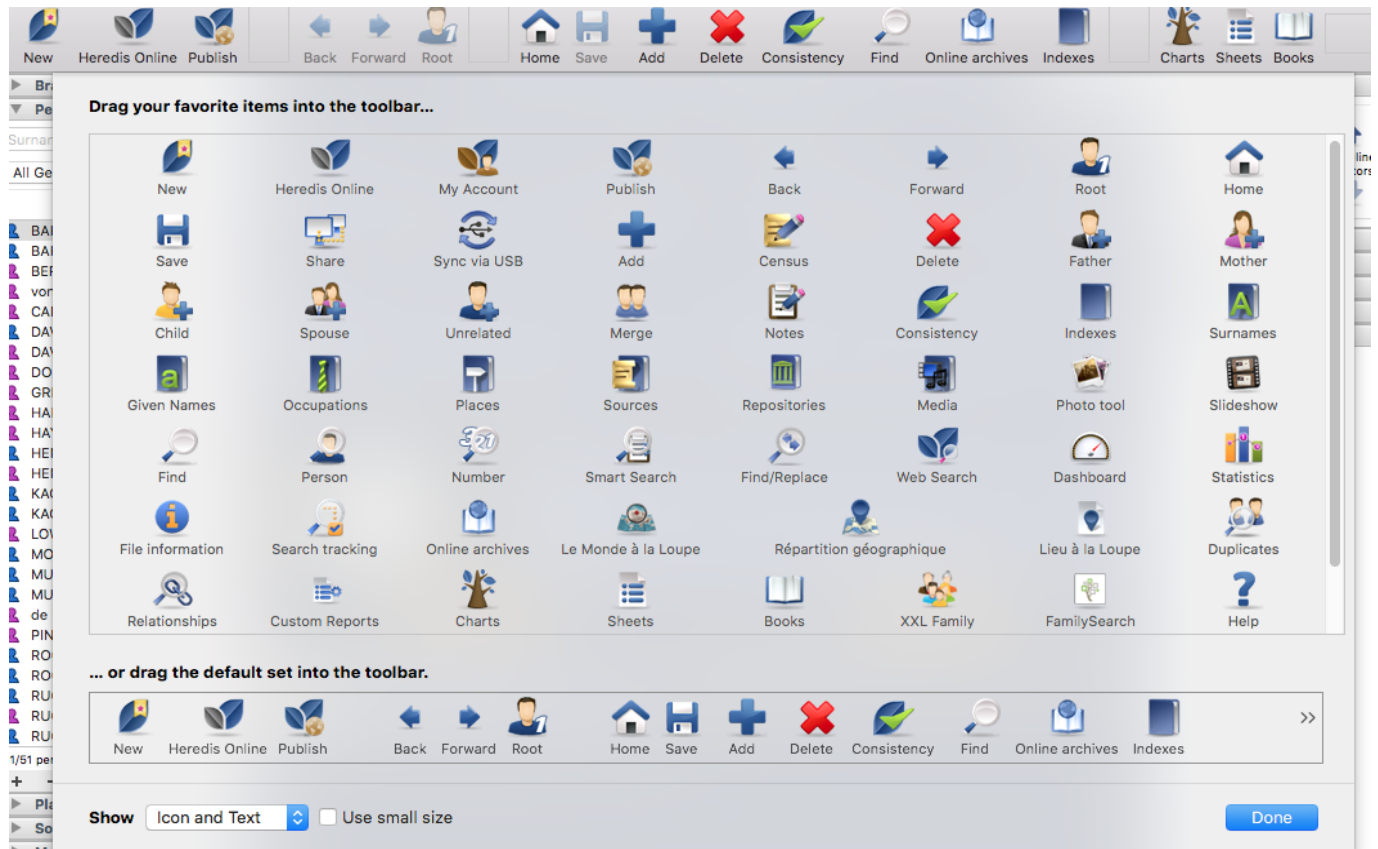 New Heredis Online Publish Back Forward Root Home Save Add Delete Consistency Find Online archives Indexes Charts Sheets Books
Drag your favorite items into the toolbar...
All Ge
New Heredis Online My Account Publish Back Forward Root Home
Save Share Sync via USB Add Census Delete Father Mother
Child Spouse Unrelated Merge Notes Consistency Indexes Surnames
Given Names Occupations Places Sources Repositories Media Photo tool Slideshow
Find Person Number Smart Search Find/Replace Web Search Dashboard Statistics
File information Search tracking Online archives Le Monde à la Loupe Répartition géographique Lieu à la Loupe Duplicates
Relationships Custom Reports Charts Sheets Books XXL Family FamilySearch Help
... or drag the default set into the toolbar.
New Heredis Online Publish Back Forward Root Home Save Add Delete Consistency Find Online archives Indexes
1/51 per
Show Icon and Text Use small size Done